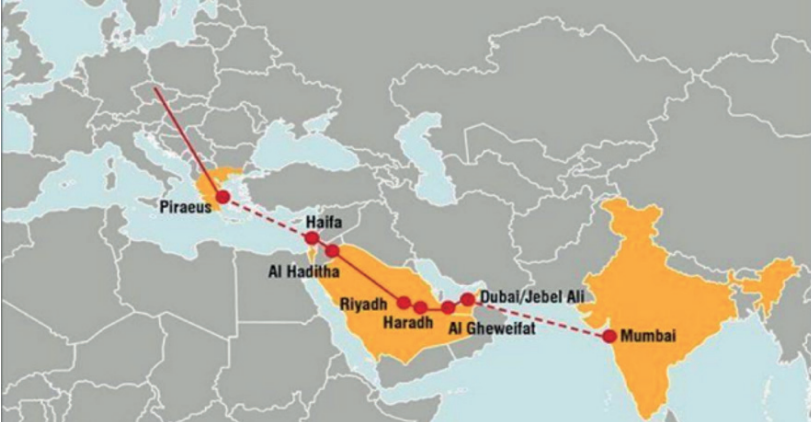 Piraeus
Haifa
Al Haditha
Riyadh
Haradh
Al Gheweifat
Dubai/Jebel Ali
Mumbai